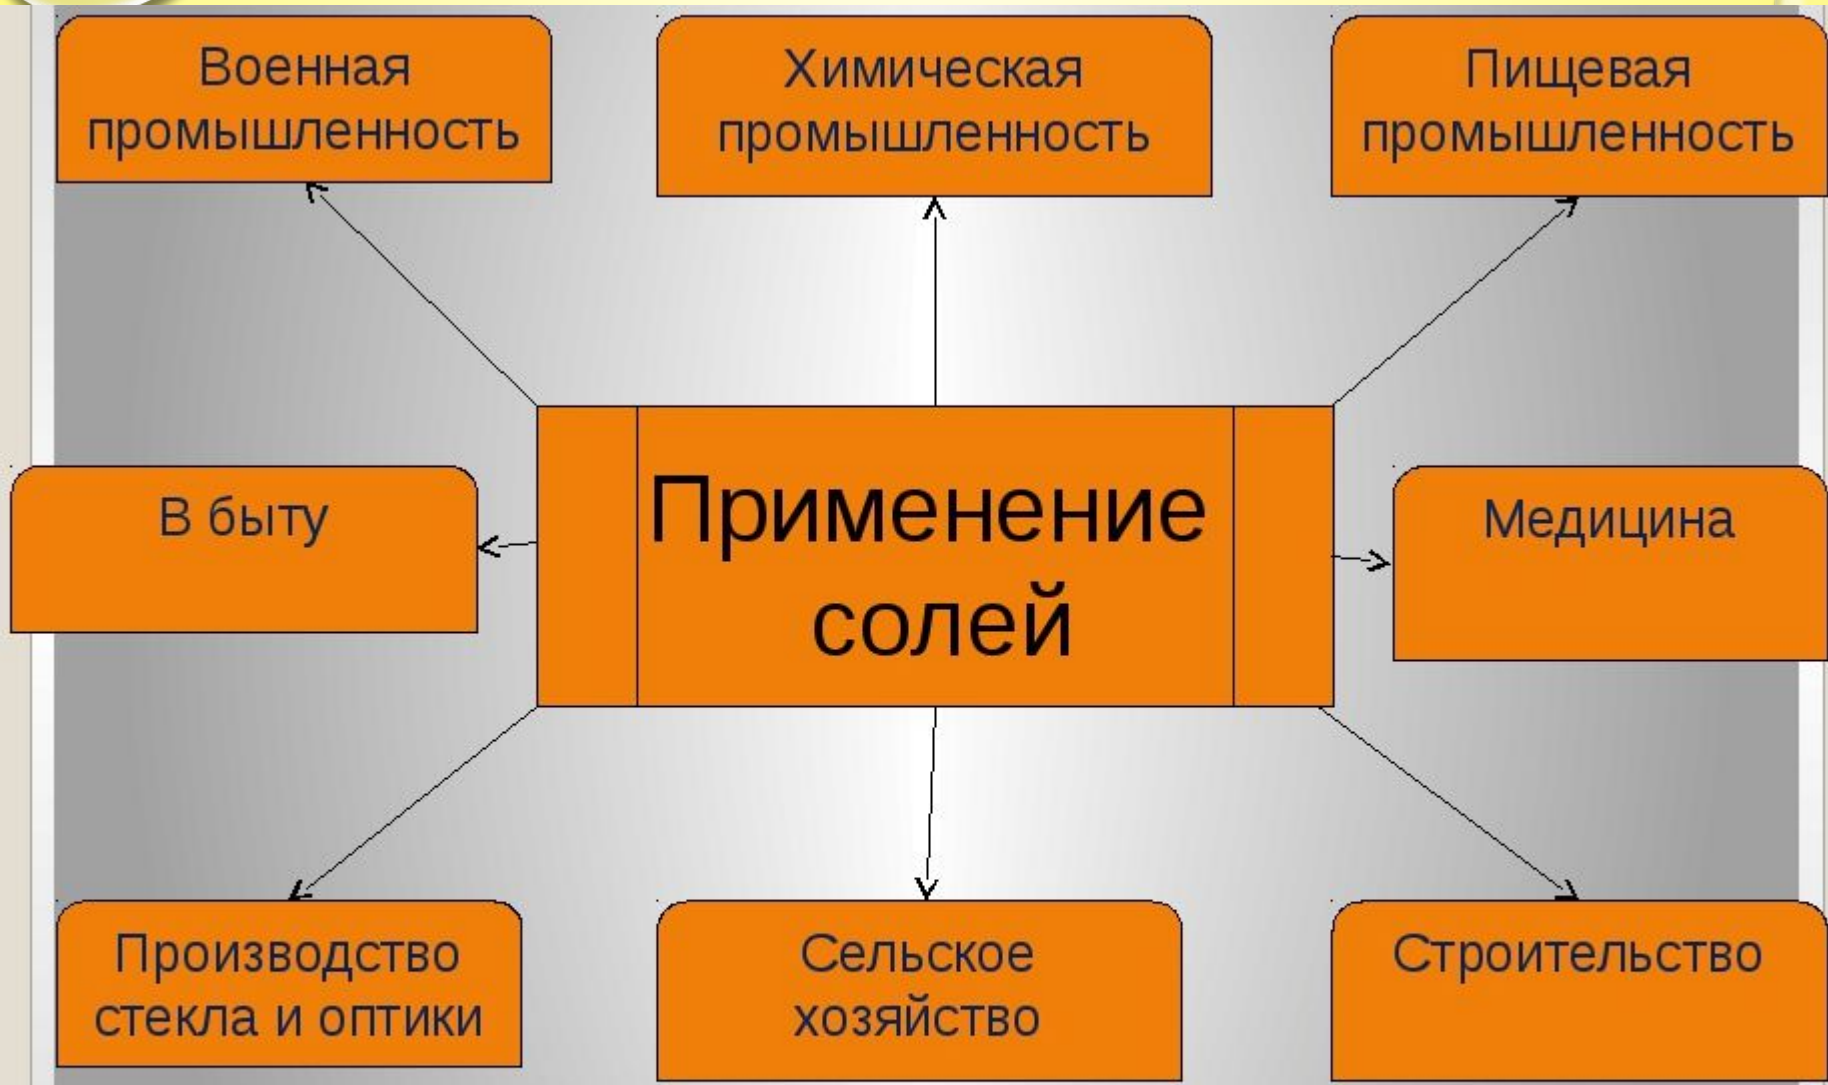 Военная
промышленность
Химическая
промышленность
Пищевая
промышленность
В быту
Применение
солей
Медицина
Производство
стекла и оптики
Сельское
хозяйство
Строительство